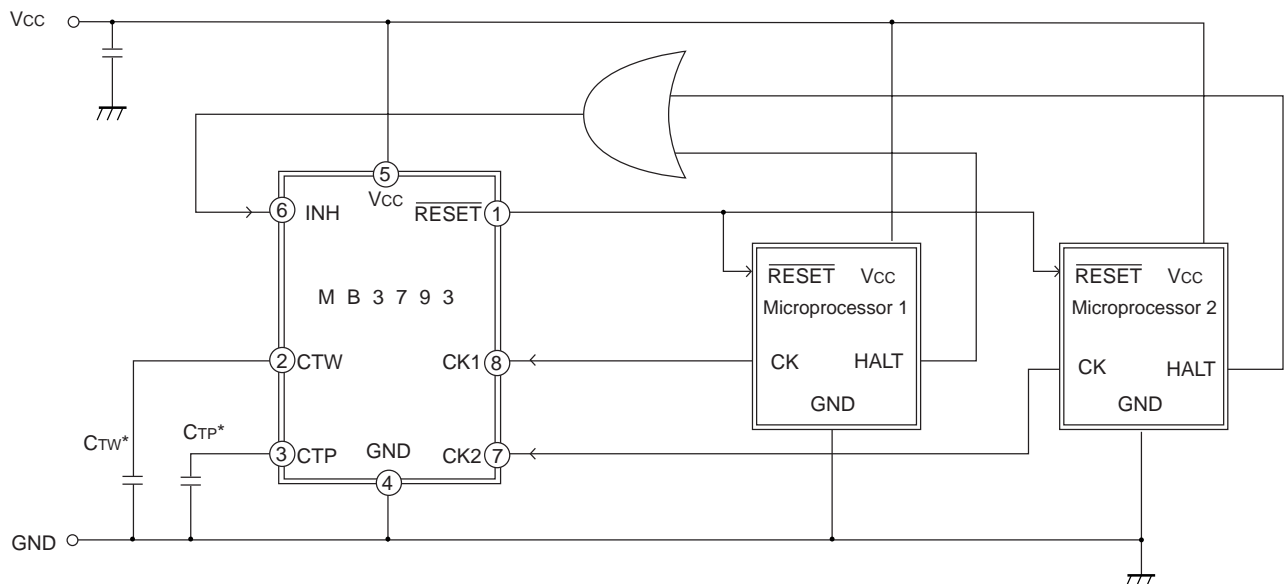 VCC
5
VCC
6
INH
RESET
1
RESET
VCC
Microprocessor 1
RESET
VCC
Microprocessor 2
M B 3 7 9 3
2
CTW
CK1
8
CK
HALT
CK
HALT
GND
GND
CTW*
CTP*
3
CTP
GND
CK2
7
4
GND